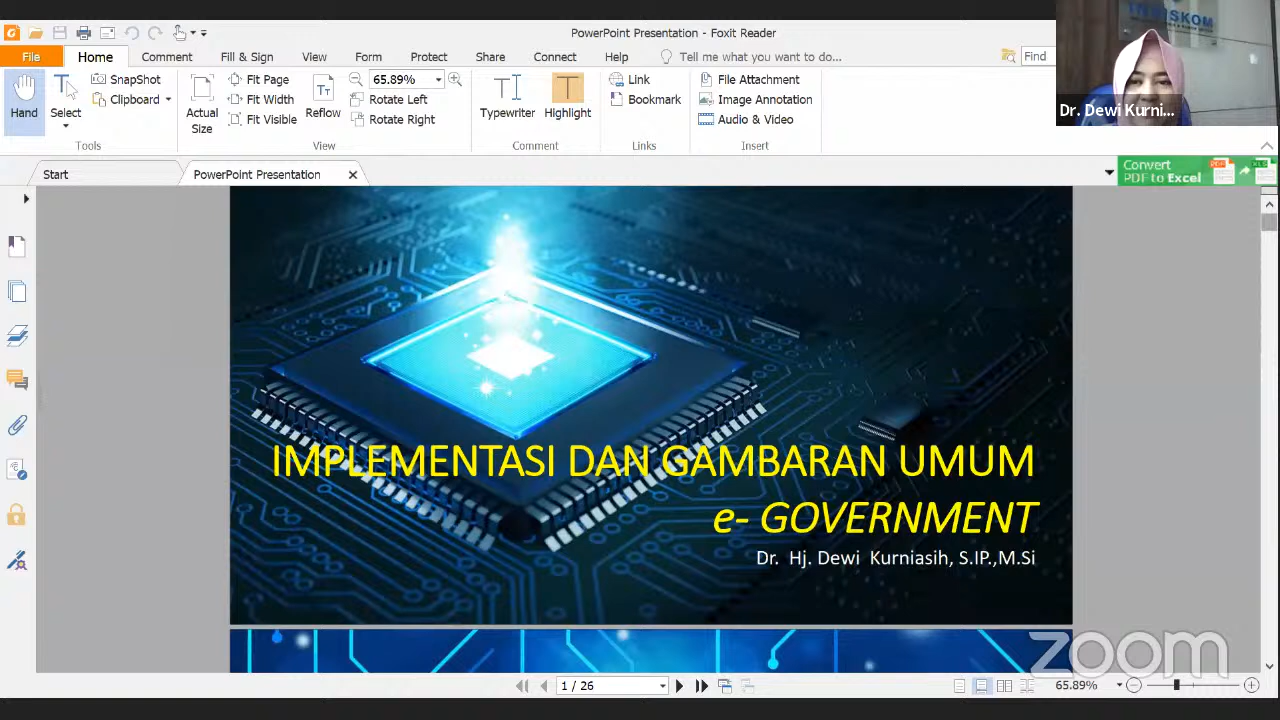 PowerPoint Presentation - Foxit Reader
File
Home
Comment
Fill & Sign
View
Form
Protect
Share
Connect
Help
Tell me what you want to do...
Find
Hand
Select
SnapShot
Clipboard
Tools
Actual
Size
Fit Page
Fit Width
Fit Visible
Reflow
65.89%
Rotate Left
Rotate Right
View
Typewriter
Highlight
Comment
Link
Bookmark
Links
File Attachment
Image Annotation
Audio & Video
Insert
Dr. Dewi Kurni...
Start
PowerPoint Presentation
Convert
PDF to Excel
IMPLEMENTASI DAN GAMBARAN UMUM
e- GOVERNMENT
Dr. Hj. Dewi Kurniasih, S.IP.,M.Si
zoom
1 / 26
65.89%